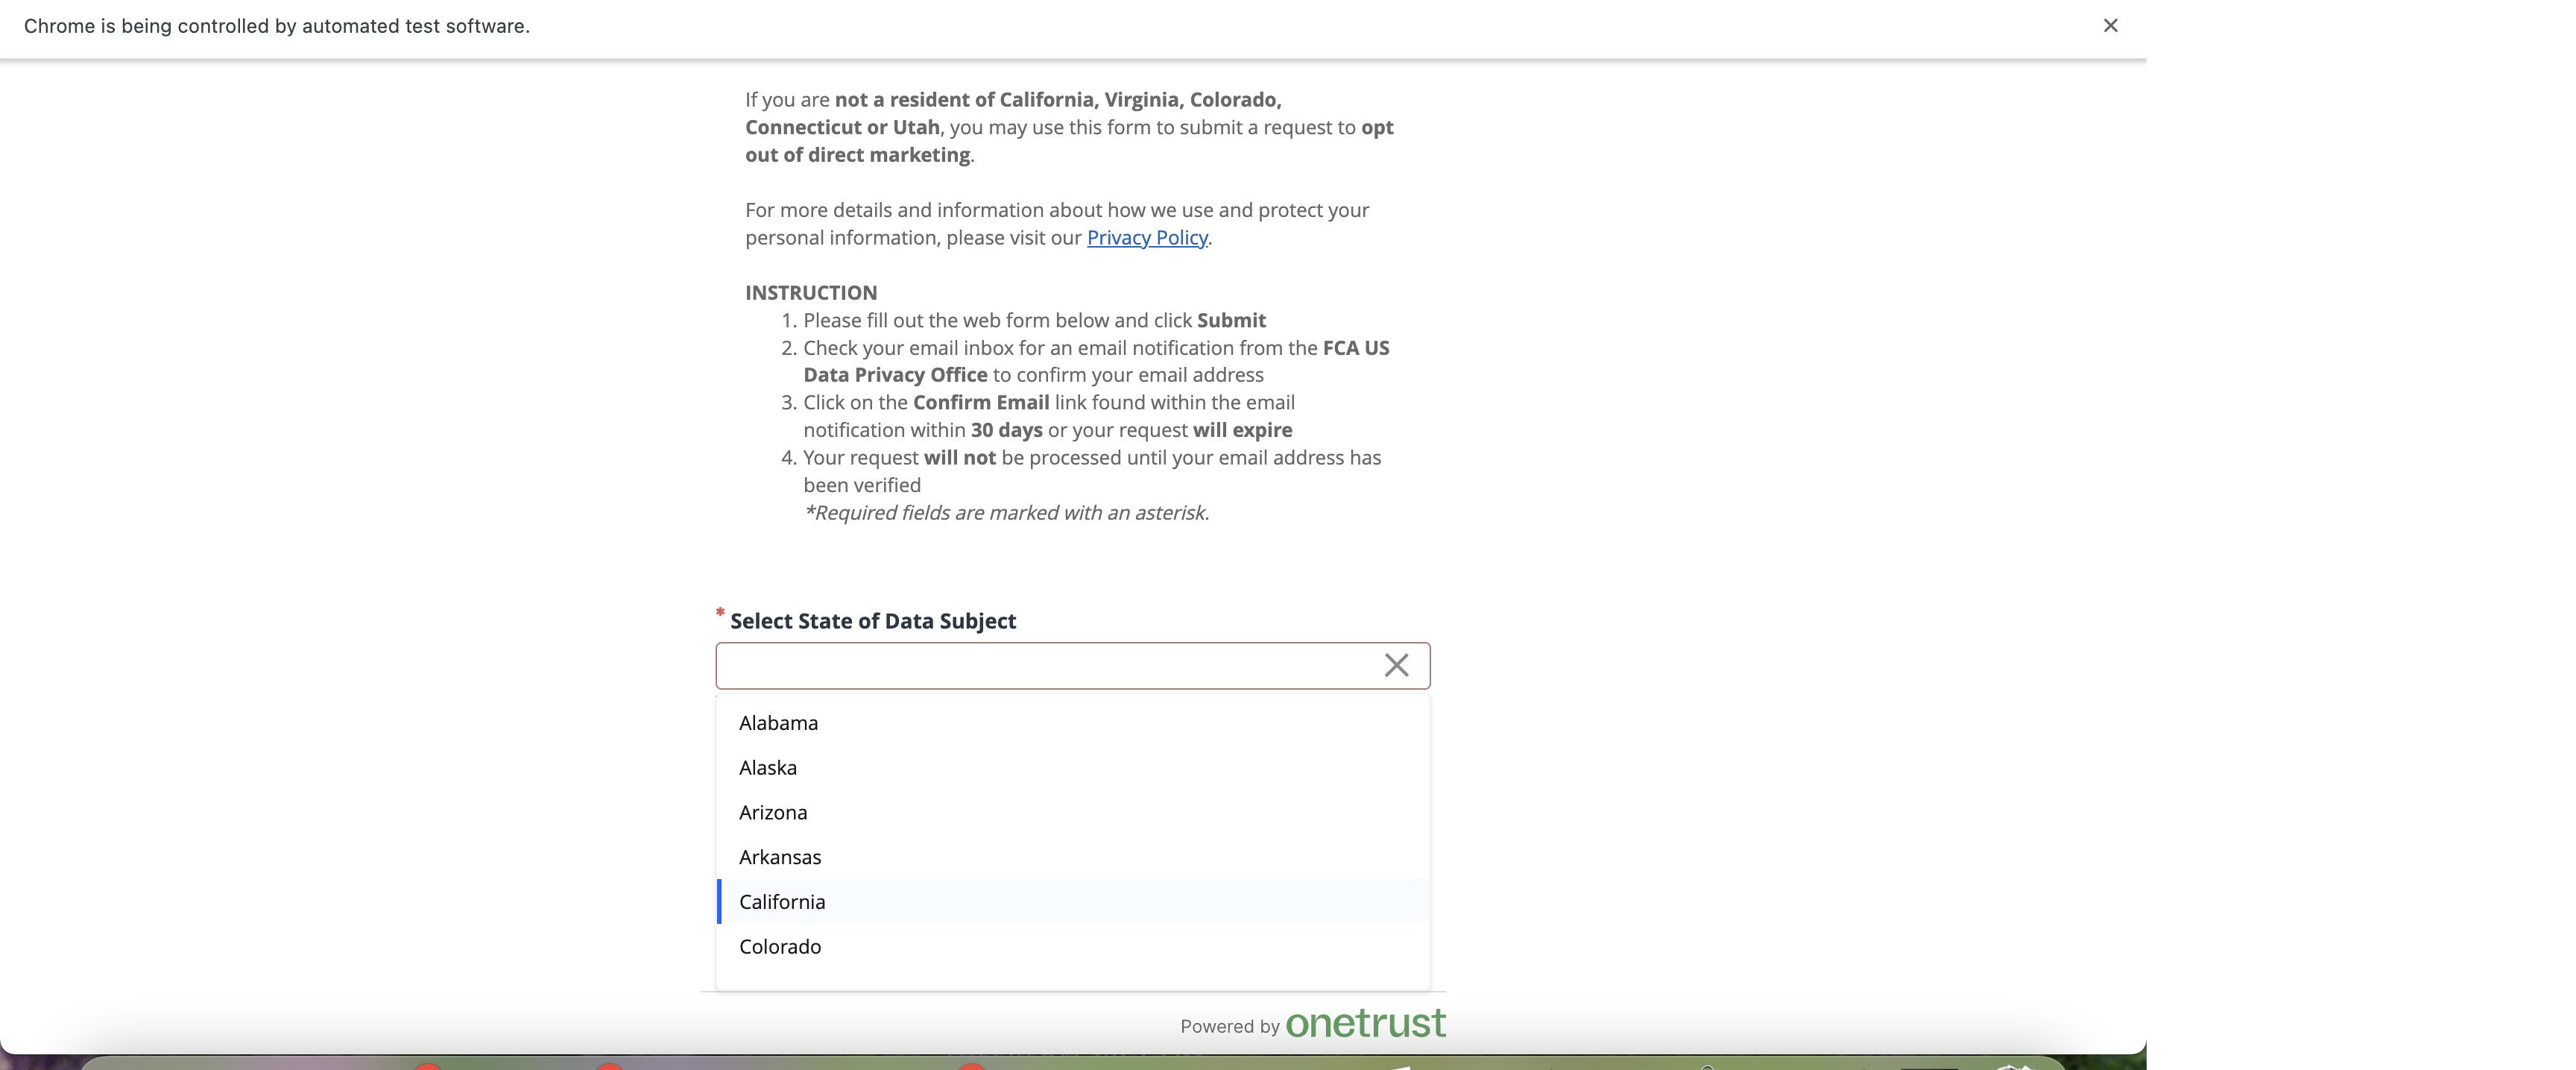 Chrome is being controlled by automated test software.
If you are not a resident of California, Virginia, Colorado,
Connecticut or Utah, you may use this form to submit a request to opt
out of direct marketing.
For more details and information about how we use and protect your
personal information, please visit our Privacy Policy.
INSTRUCTION
1. Please fill out the web form below and click Submit
2. Check your email inbox for an email notification from the FCA US
Data Privacy Office to confirm your email address
3. Click on the Confirm Email link found within the email
notification within 30 days or your request will expire
4. Your request will not be processed until your email address has
been verified
*Required fields are marked with an asterisk.
* Select State of Data Subject
Alabama
Alaska
Arizona
Arkansas
California
Colorado
Powered by onetrust